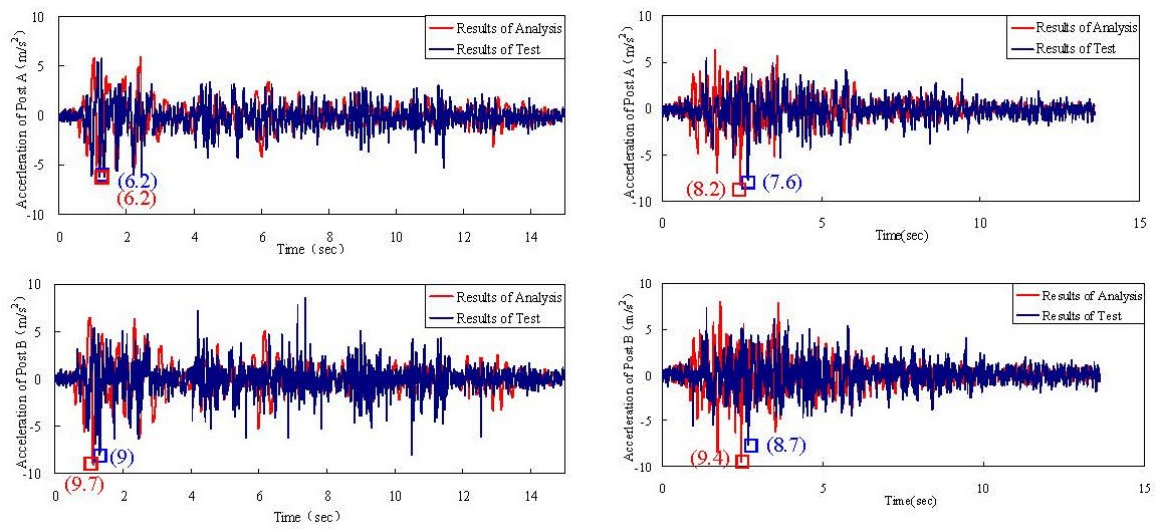 Accerleration of Post A (m/s²)
10
5
0
-5
-10
Results of Analysis
Results of Test
(6.2)
(6.2)
0 2 4 6 8 10 12 14
Time (sec)
Accerleration of Post A (m/s²)
10
5
0
-5
-10
Results of Analysis
Results of Test
(8.2)
(7.6)
0 5 10 15
Time(sec)
Acceleration of Post B (m/s²)
10
5
0
-5
-10
Results of Analysis
Results of Test
(9)
(9.7)
0 2 4 6 8 10 12 14
Time (sec)
Acceleration of Post B (m/s²)
10
5
0
-5
-10
Results of Analysis
Results of Test
(9.4)
(8.7)
0 5 10 15
Time(sec)